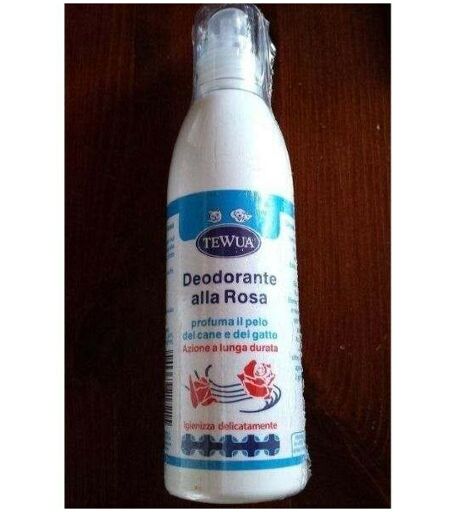 TEWUA
Deodorante
alla Rosa
profuma il pelo
del cane e del gatto
Azione a lunga durata
Igienizza delicatamente